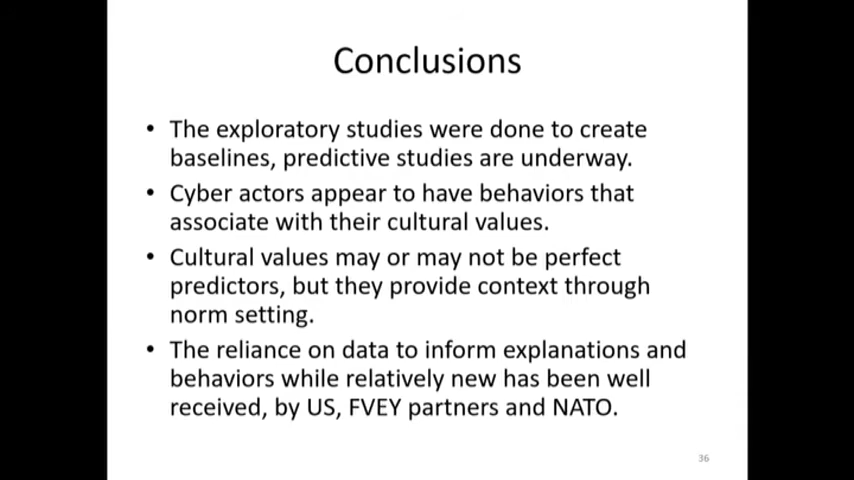 Conclusions
• The exploratory studies were done to create
baselines, predictive studies are underway.
• Cyber actors appear to have behaviors that
associate with their cultural values.
• Cultural values may or may not be perfect
predictors, but they provide context through
norm setting.
• The reliance on data to inform explanations and
behaviors while relatively new has been well
received, by US, FVEY partners and NATO.
36